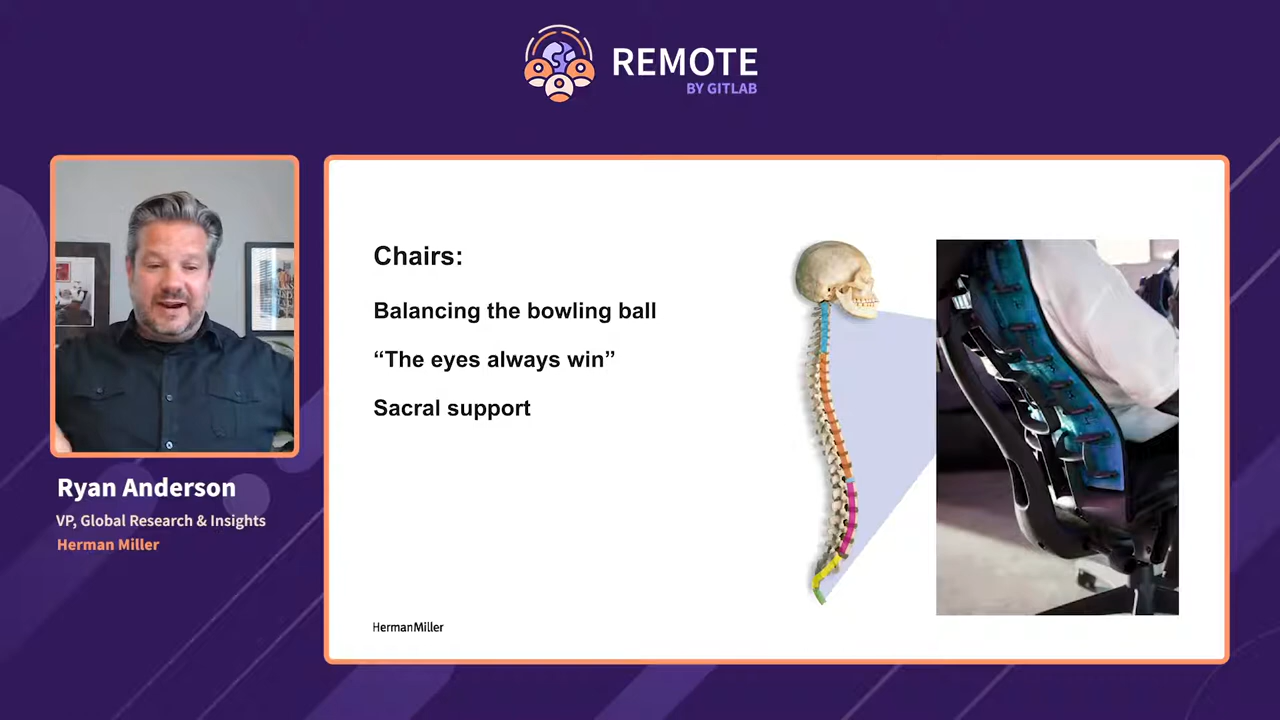 REMOTE
BY GITLAB
Chairs:
Balancing the bowling ball
“The eyes always win”
Sacral support
HermanMiller
Ryan Anderson
VP, Global Research & Insights
Herman Miller